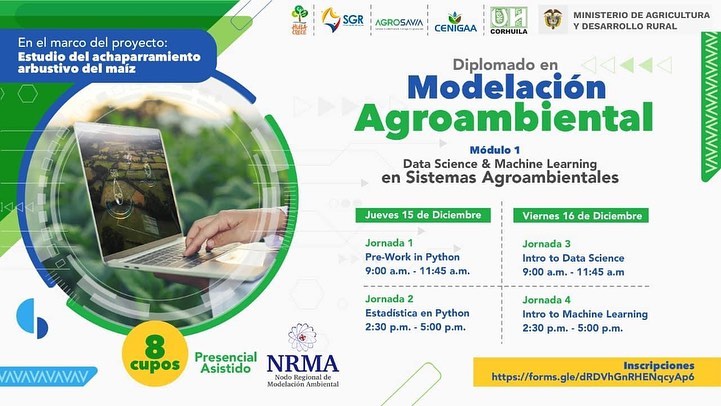 En el marco del proyecto:
Estudio del achaparramiento
arbustivo del maíz
SGR
AGROSAVIA
CENIGAA
CORHUILA
MINISTERIO DE AGRICULTURA
Y DESARROLLO RURAL
Diplomado en
Modelación
Agroambiental
Módulo 1
Data Science & Machine Learning
en Sistemas Agroambientales
Jueves 15 de Diciembre
Jornada 1
Pre-Work in Python
9:00 a.m. - 11:45 a.m
Jornada 2
Estadística en Python
2:30 p.m. - 5:00 p.m.
Viernes 16 de Diciembre
Jornada 3
Intro to Data Science
9:00 a.m. - 11:45 a.m
Jornada 4
Intro to Machine Learning
2:30 p.m. - 5:00 p.m.
8
cupos
Presencial
Asistido
NRMA
Nodo Regional de
Modelación Ambiental
Inscripciones
https://forms.gle/dRDVhGnRHENqcyAp6